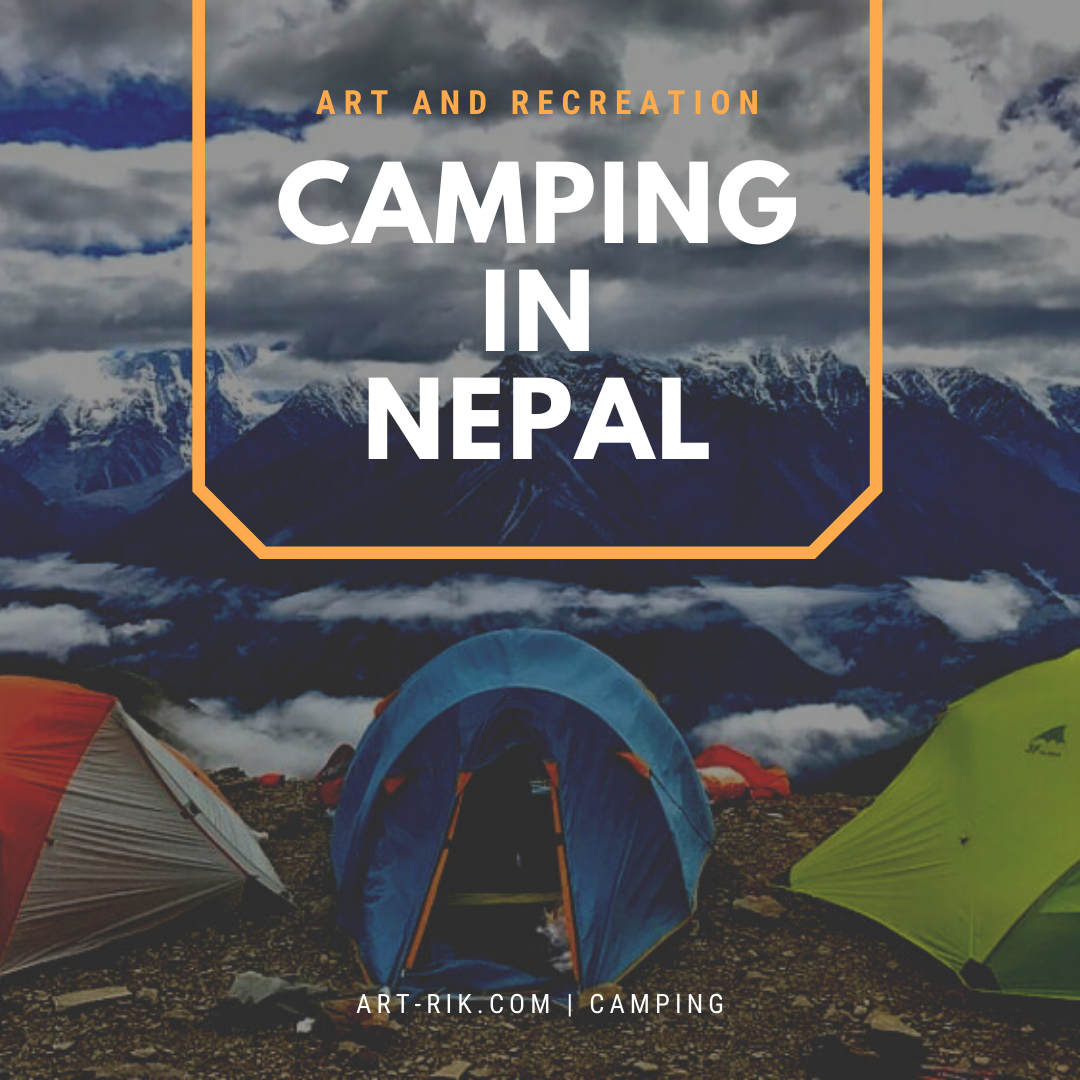 ART AND RECREATION
CAMPING
IN
NEPAL
ART-RIK.COM | CAMPING